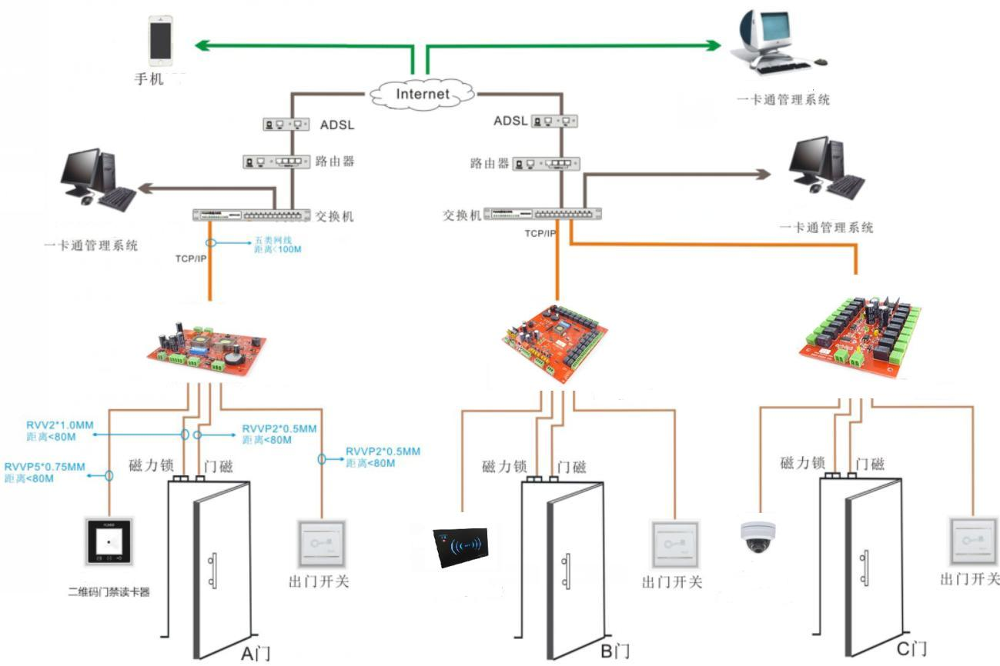 手机
Internet
一卡通管理系统
ADSL
ADSL
路由器
路由器
交换机
交换机
一卡通管理系统
一卡通管理系统
TCP/IP
五类网线
距离<100M
TCP/IP
RVV2*1.0MM
距离<80M
RVVP2*0.5MM
距离<80M
RVVP2*0.5MM
距离<80M
RVVP5*0.75MM
距离<80M
磁力锁
门磁
磁力锁
门磁
磁力锁
门磁
二维码门禁读卡器
出门开关
出门开关
出门开关
A门
B门
C门